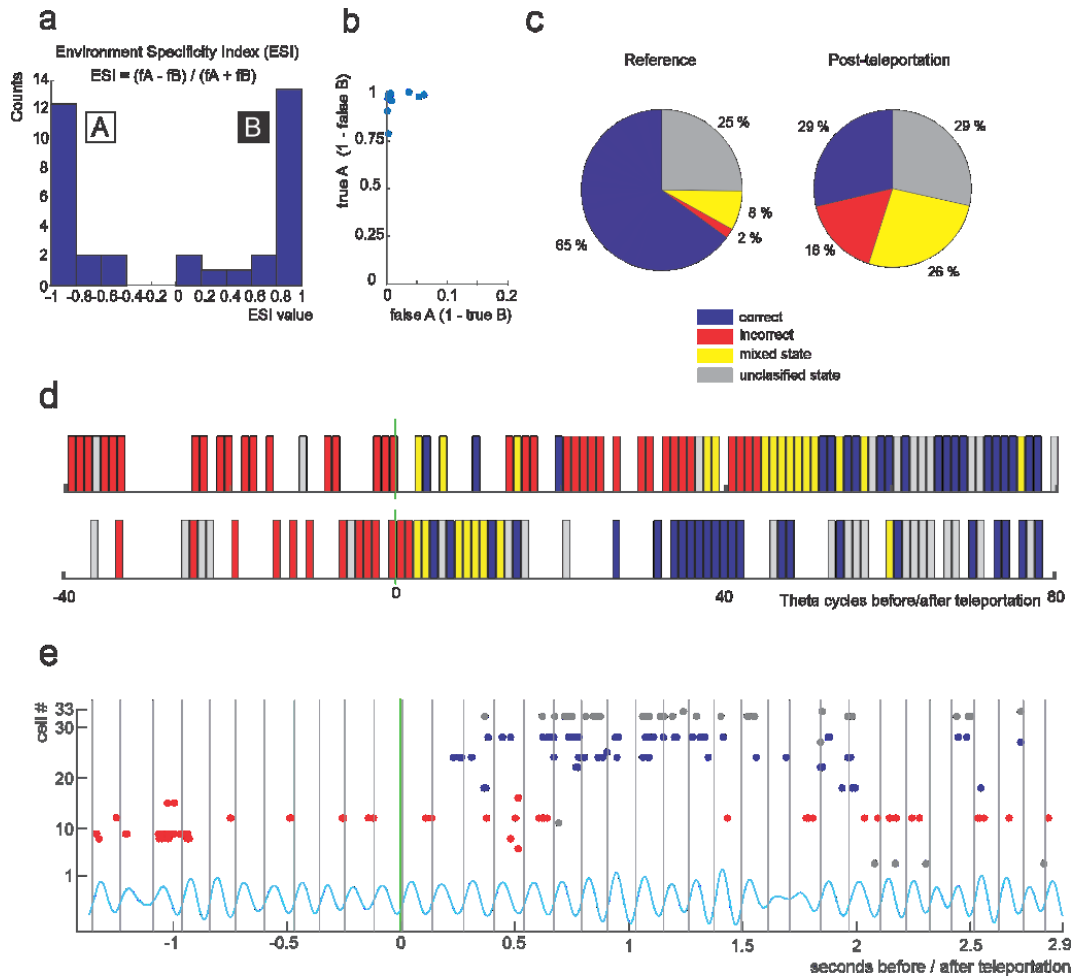 a
Environment Specificity Index (ESI)
ESI = (fA - fB) / (fA + fB)
Counts
14
12
10
8
6
4
2
0
A
B
-1 -0.8 -0.6 -0.4 -0.2 0 0.2 0.4 0.6 0.8 1
ESI value
b
true A (1 - false B)
1
0.75
0.5
0.25
0
0 0.1 0.2
false A (1 - true B)
c
Reference
25 %
8 %
2 %
65 %
Post-teleportation
29 %
29 %
16 %
26 %
correct
incorrect
mixed state
unclasified state
d
-40 0 40 80
Theta cycles before/after teleportation
e
cell #
33
30
20
10
1
-1 -0.5 0 0.5 1 1.5 2 2.5 2.9
seconds before / after teleportation